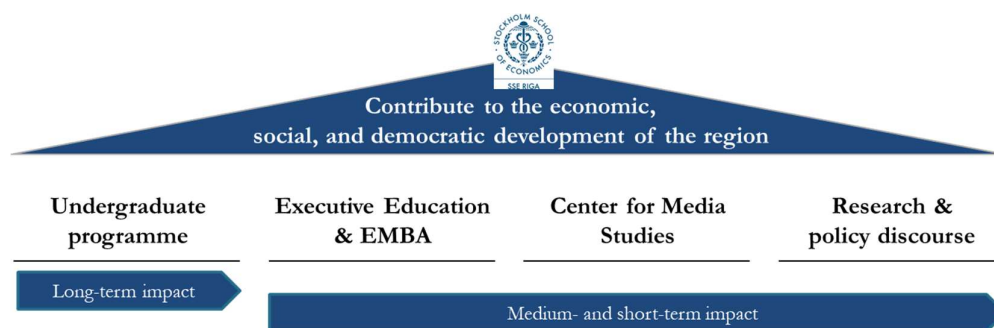 STOCKHOLM SCHOOL
OF ECONOMICS
SSE RIGA
Contribute to the economic,
social, and democratic development of the region
Undergraduate
programme
Executive Education
& EMBA
Center for Media
Studies
Research &
policy discourse
Long-term impact
Medium- and short-term impact